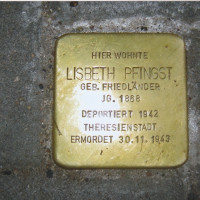 HIER WOHNTE
LISBETH PFINGST
GEB. FRIEDLÄNDER
JG. 1888
DEPORTIERT 1942
THERESIENSTADT
ERMORDET 30.11.1943